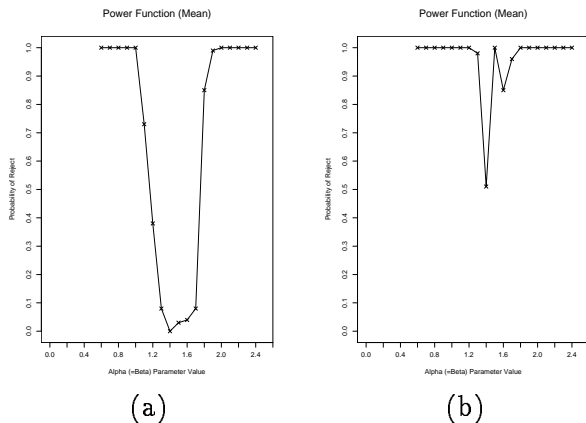 Power Function (Mean)
Probability of Reject
1.0
0.9
0.8
0.7
0.6
0.5
0.4
0.3
0.2
0.1
0.0
0.0 0.4 0.8 1.2 1.6 2.0 2.4
Alpha (=Beta) Parameter Value
(a)
Power Function (Mean)
Probability of Reject
1.0
0.9
0.8
0.7
0.6
0.5
0.4
0.3
0.2
0.1
0.0
0.0 0.4 0.8 1.2 1.6 2.0 2.4
Alpha (=Beta) Parameter Value
(b)